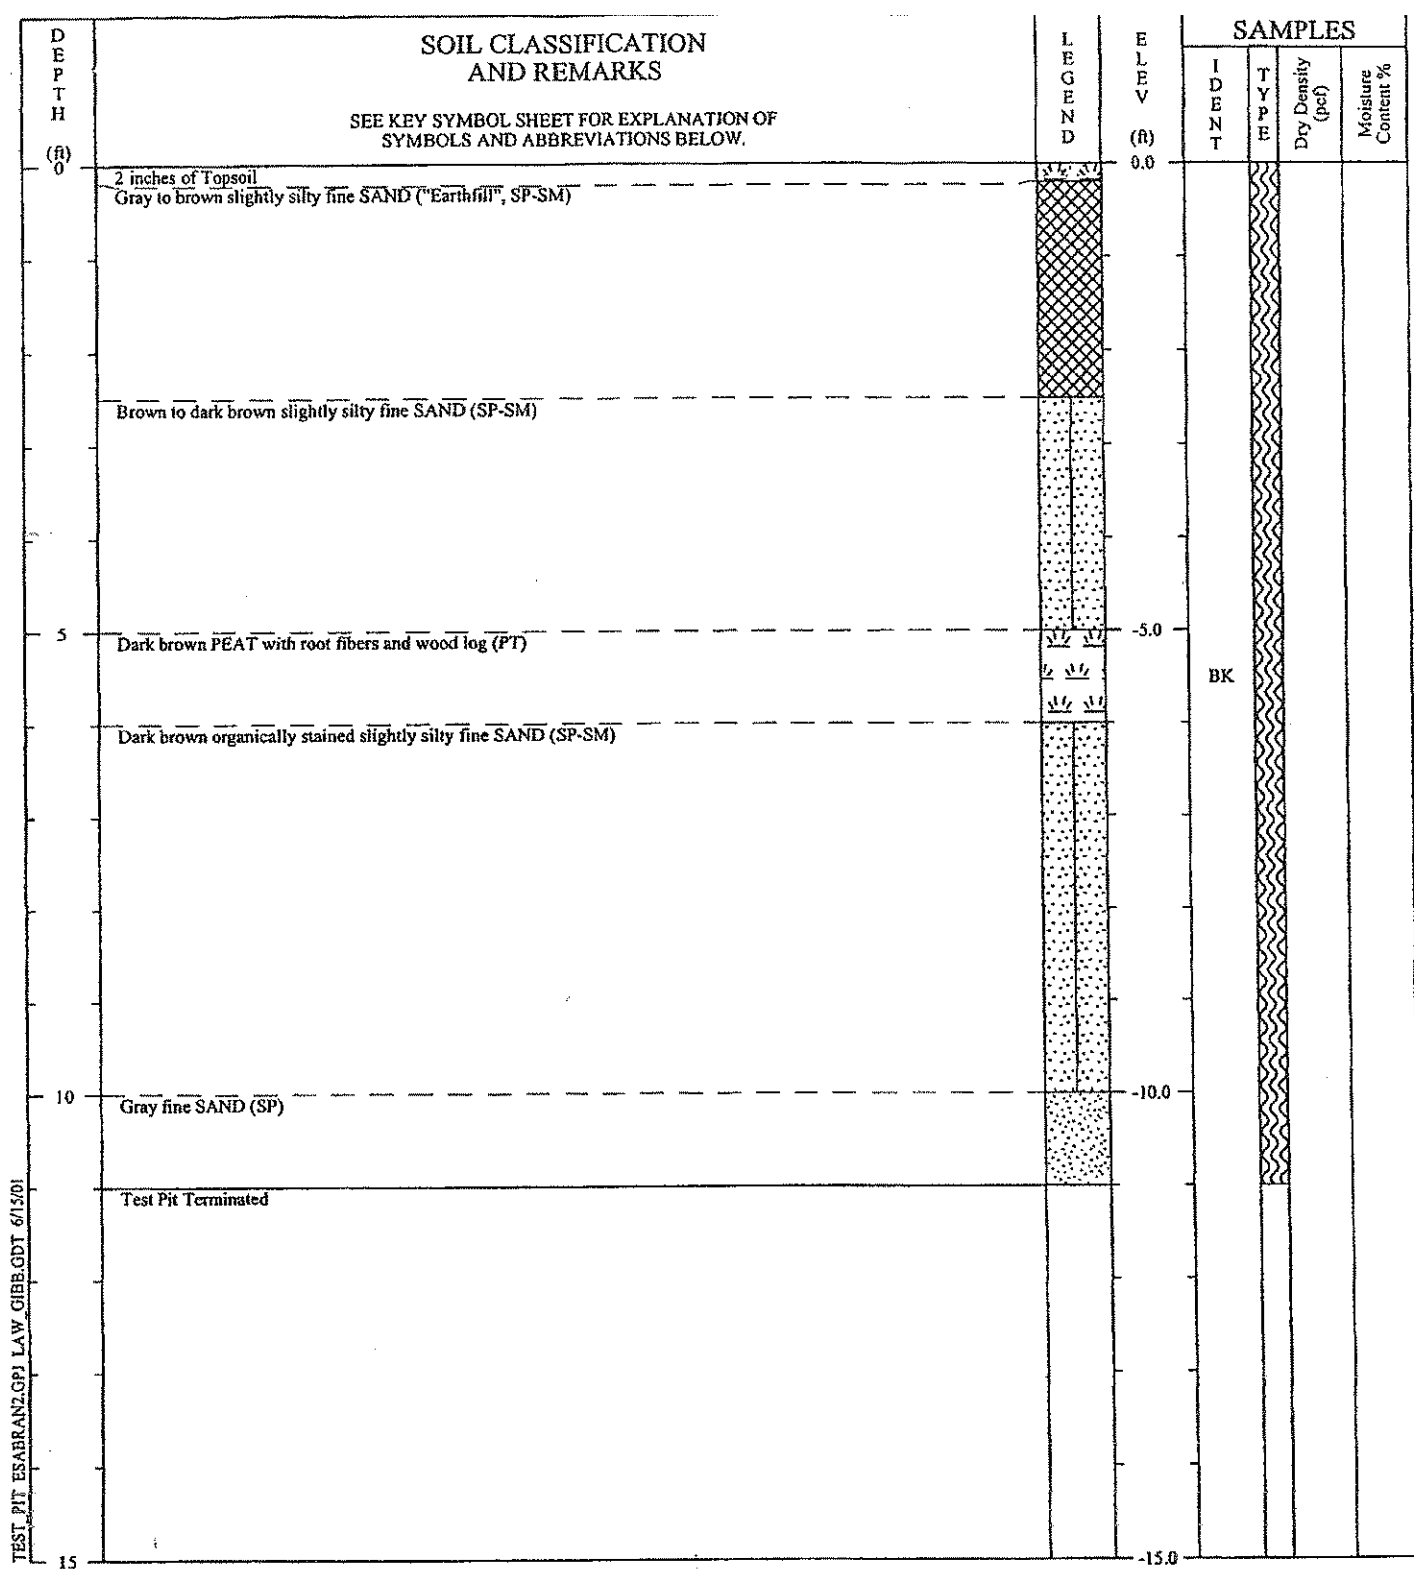 DEPTH (ft)
SOIL CLASSIFICATION
AND REMARKS
SEE KEY SYMBOL SHEET FOR EXPLANATION OF
SYMBOLS AND ABBREVIATIONS BELOW.
LEGEND
ELEV (ft)
SAMPLES
IDENT
TYPE
Dry Density
(pcf)
Moisture
Content %
0
0.0
2 inches of Topsoil
Gray to brown slightly silty fine SAND ("Earthfill", SP-SM)
Brown to dark brown slightly silty fine SAND (SP-SM)
5
-5.0
Dark brown PEAT with root fibers and wood log (PT)
BK
Dark brown organically stained slightly silty fine SAND (SP-SM)
10
-10.0
Gray fine SAND (SP)
Test Pit Terminated
15
-15.0
TEST_PIT ESABRAN2.GPJ LAW_GIBB.GDT 6/15/01